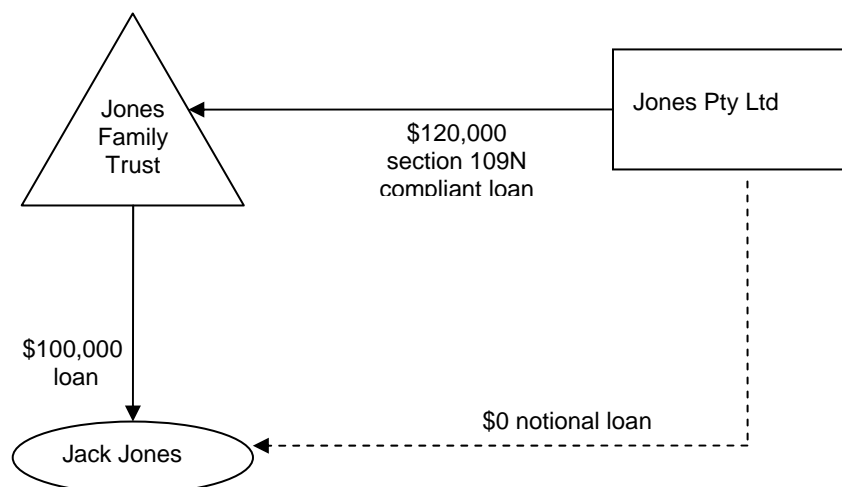 Jones
Family
Trust
Jones Pty Ltd
$120,000
section 109N
compliant loan
$100,000
loan
$0 notional loan
Jack Jones